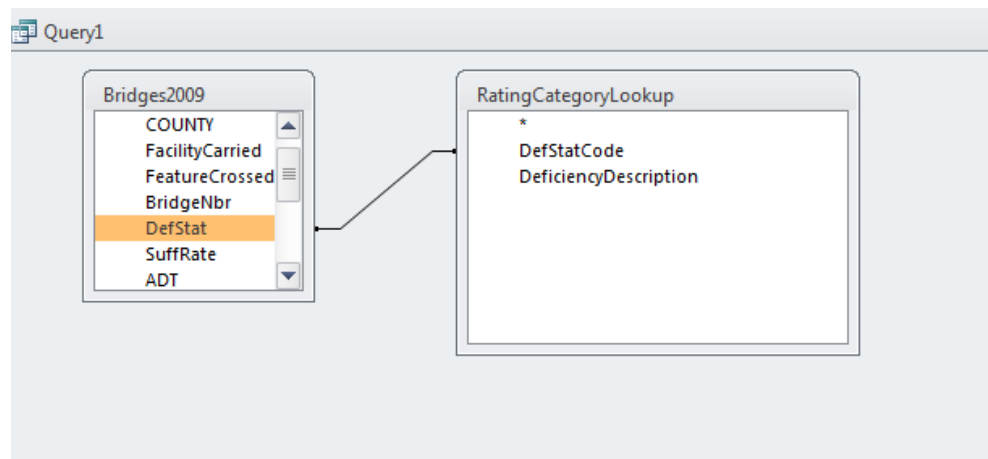 Query1
Bridges2009
COUNTY
FacilityCarried
FeatureCrossed
BridgeNbr
DefStat
SuffRate
ADT
RatingCategoryLookup
*
DefStatCode
DeficiencyDescription